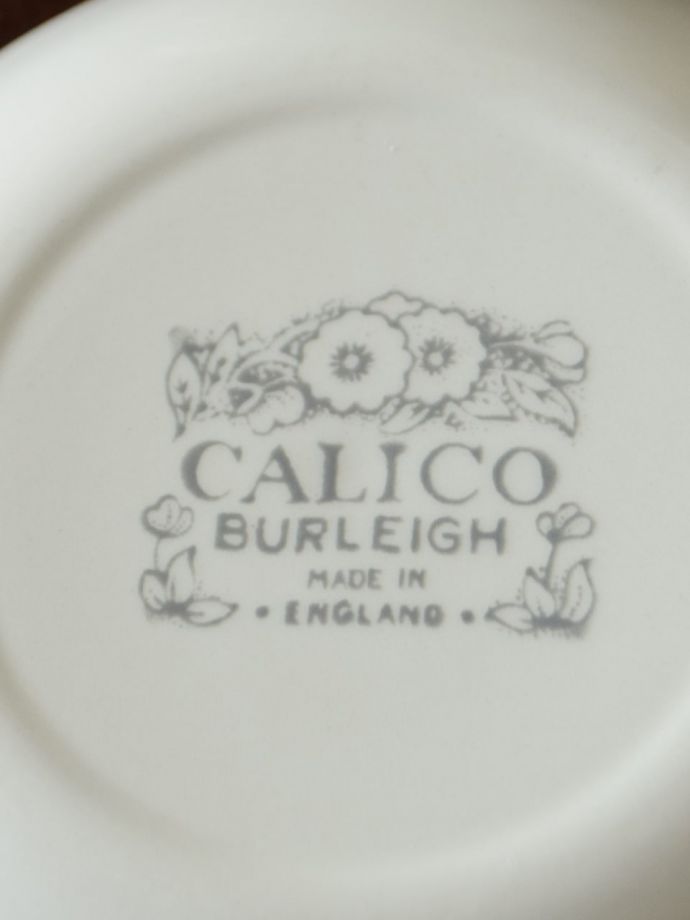 CALICO
BURLEIGH
MADE IN
• ENGLAND •